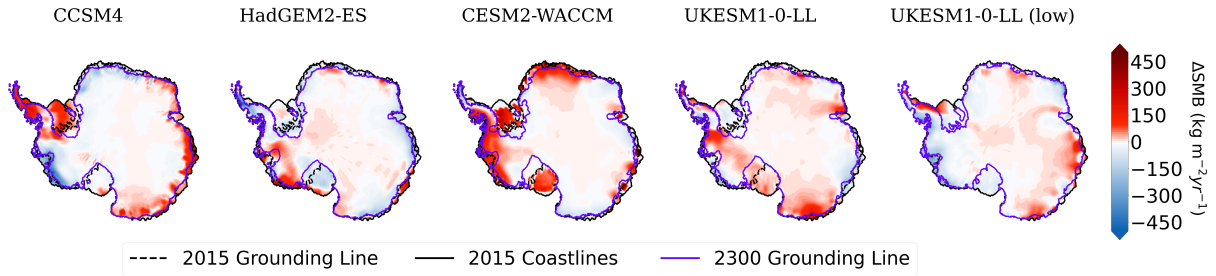 CCSM4 HadGEM2-ES CESM2-WACCM UKESM1-0-LL UKESM1-0-LL (low)
450
300
150
0
−150
−300
−450
ΔSMB (kg m⁻²yr⁻¹)
2015 Grounding Line 2015 Coastlines 2300 Grounding Line